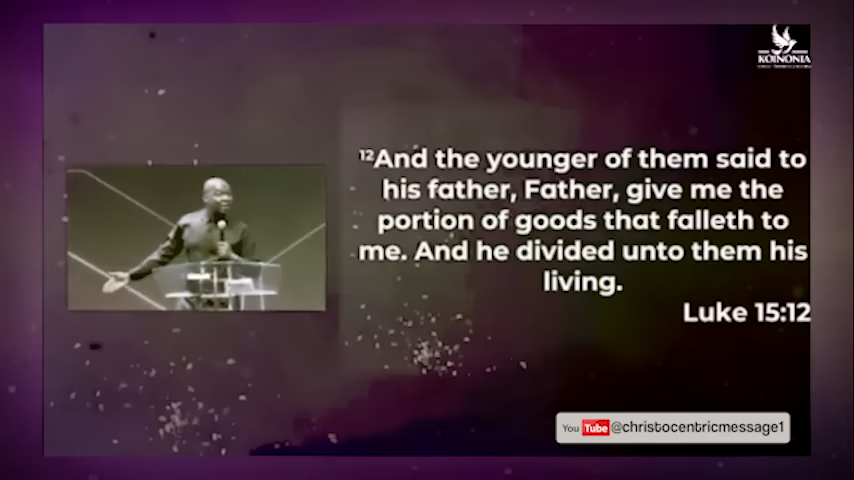 KOINONIA
¹²And the younger of them said to
his father, Father, give me the
portion of goods that falleth to
me. And he divided unto them his
living.
Luke 15:12
You Tube @christocentricmessage1